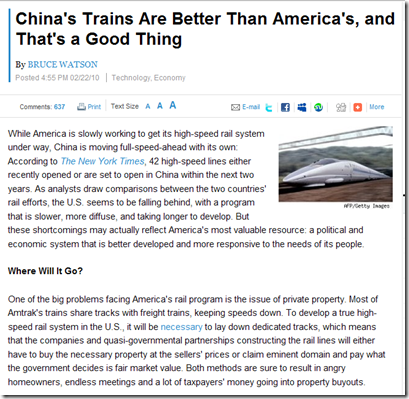 China's Trains Are Better Than America's, and
That's a Good Thing
By BRUCE WATSON
Posted 4:55 PM 02/22/10 Technology, Economy
Comments: 637 Print Text Size A A A E-mail More
While America is slowly working to get its high-speed rail system
under way, China is moving full-speed-ahead with its own:
According to The New York Times, 42 high-speed lines either
recently opened or are set to open in China within the next two
years. As analysts draw comparisons between the two countries'
rail efforts, the U.S. seems to be falling behind, with a program
AFP/Getty Images
that is slower, more diffuse, and taking longer to develop. But
these shortcomings may actually reflect America's most valuable resource: a political and
economic system that is better developed and more responsive to the needs of its people.
Where Will It Go?
One of the big problems facing America's rail program is the issue of private property. Most of
Amtrak's trains share tracks with freight trains, keeping speeds down. To develop a true high-
speed rail system in the U.S., it will be necessary to lay down dedicated tracks, which means
that the companies and quasi-governmental partnerships constructing the rail lines will either
have to buy the necessary property at the sellers' prices or claim eminent domain and pay what
the government decides is fair market value. Both methods are sure to result in angry
homeowners, endless meetings and a lot of taxpayers' money going into property buyouts.